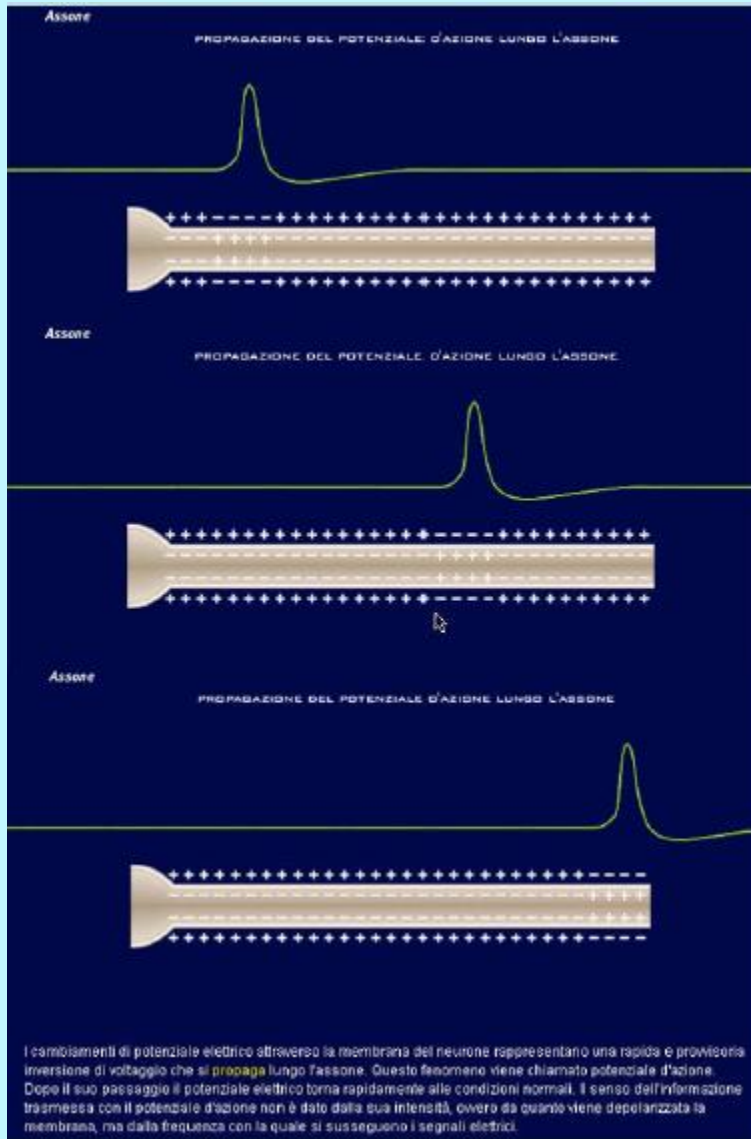 Assone
PROPAGAZIONE DEL POTENZIALE D'AZIONE LUNGO L'ASSONE
Assone
PROPAGAZIONE DEL POTENZIALE D'AZIONE LUNGO L'ASSONE
Assone
PROPAGAZIONE DEL POTENZIALE D'AZIONE LUNGO L'ASSONE
I cambiamenti di potenziale elettrico attraverso la membrana del neurone rappresentano una rapida e provvisoria
inversione di voltaggio che si propaga lungo l'assone. Questo fenomeno viene chiamato potenziale d'azione.
Dopo il suo passaggio il potenziale elettrico torna rapidamente alle condizioni normali. Il senso dell'informazione
trasmessa con il potenziale d'azione non è dato dalla sua intensità, ovvero da quanto viene depolarizzata la
membrana, ma dalla frequenza con la quale si susseguono i segnali elettrici.